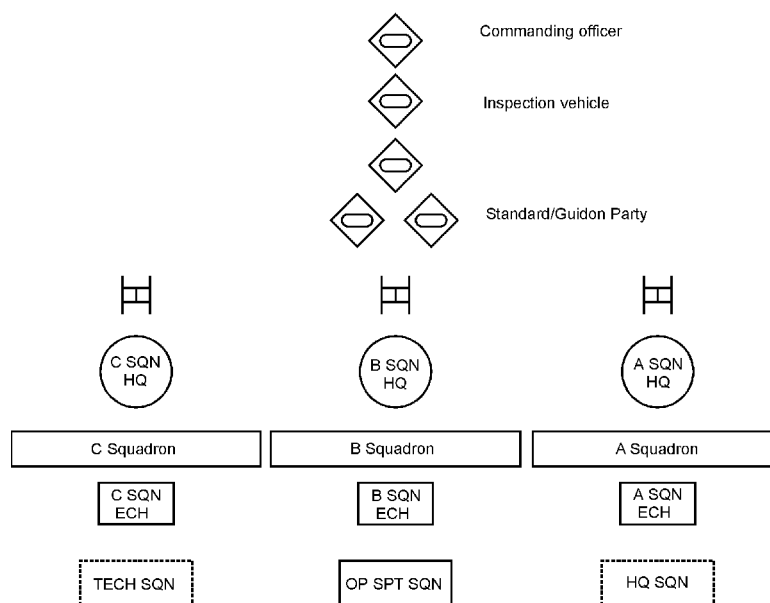 Commanding officer
Inspection vehicle
Standard/Guidon Party
C SQN
HQ
B SQN
HQ
A SQN
HQ
C Squadron
B Squadron
A Squadron
C SQN
ECH
B SQN
ECH
A SQN
ECH
TECH SQN
OP SPT SQN
HQ SQN